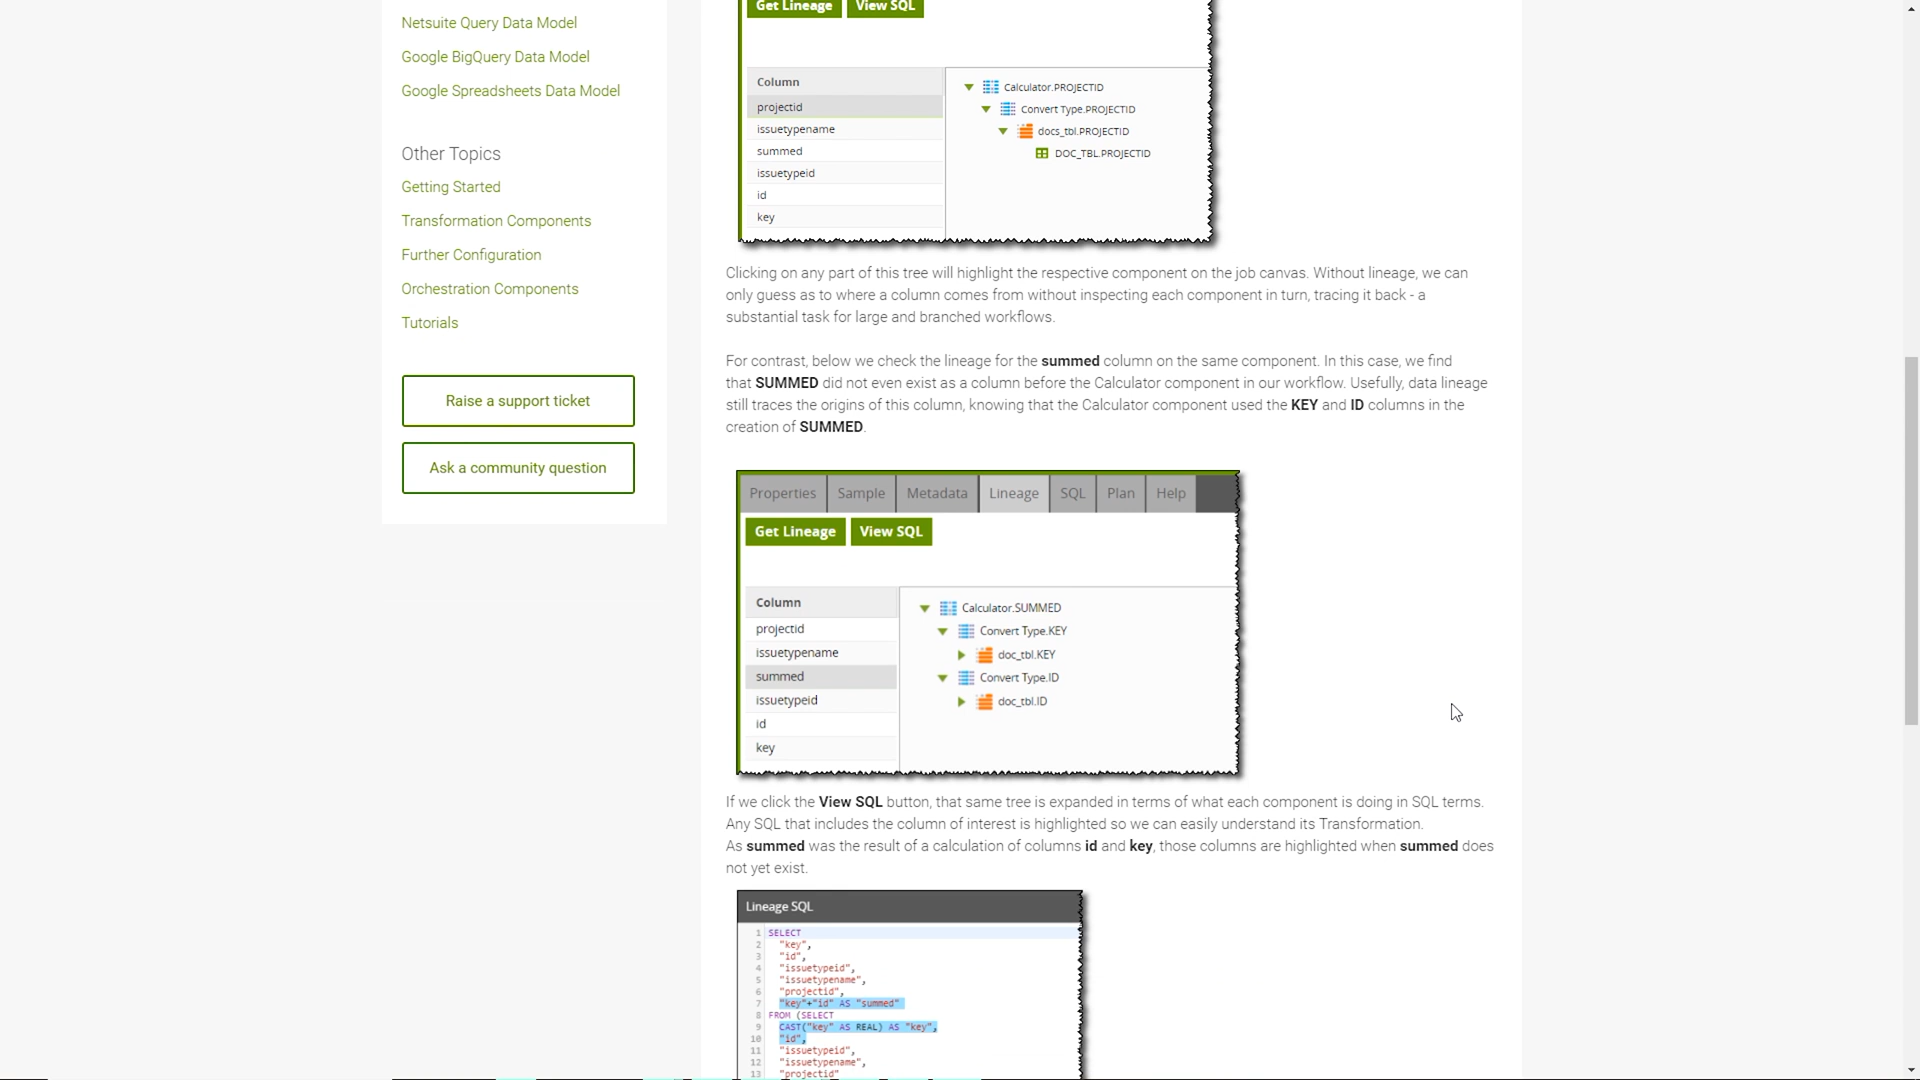 Netsuite Query Data Model
Google BigQuery Data Model
Google Spreadsheets Data Model
Other Topics
Getting Started
Transformation Components
Further Configuration
Orchestration Components
Tutorials
Raise a support ticket
Ask a community question
Get Lineage
View SQL
Column
projectid
issuetypename
summed
issuetypeid
id
key
Calculator.PROJECTID
Convert Type.PROJECTID
docs_tbl.PROJECTID
DOC_TBL.PROJECTID
Clicking on any part of this tree will highlight the respective component on the job canvas. Without lineage, we can
only guess as to where a column comes from without inspecting each component in turn, tracing it back - a
substantial task for large and branched workflows.
For contrast, below we check the lineage for the summed column on the same component. In this case, we find
that SUMMED did not even exist as a column before the Calculator component in our workflow. Usefully, data lineage
still traces the origins of this column, knowing that the Calculator component used the KEY and ID columns in the
creation of SUMMED.
Properties Sample Metadata Lineage SQL Plan Help
Get Lineage
View SQL
Column
projectid
issuetypename
summed
issuetypeid
id
key
Calculator.SUMMED
Convert Type.KEY
doc_tbl.KEY
Convert Type.ID
doc_tbl.ID
If we click the View SQL button, that same tree is expanded in terms of what each component is doing in SQL terms.
Any SQL that includes the column of interest is highlighted so we can easily understand its Transformation.
As summed was the result of a calculation of columns id and key, those columns are highlighted when summed does
not yet exist.
Lineage SQL
1 SELECT
2 "key",
3 "id",
4 "issuetypeid",
5 "issuetypename",
6 "projectid",
7 "key"+"id" AS "summed"
8 FROM (SELECT
9 CAST("key" AS REAL) AS "key",
10 "id",
11 "issuetypeid",
12 "issuetypename",
13 "projectid"